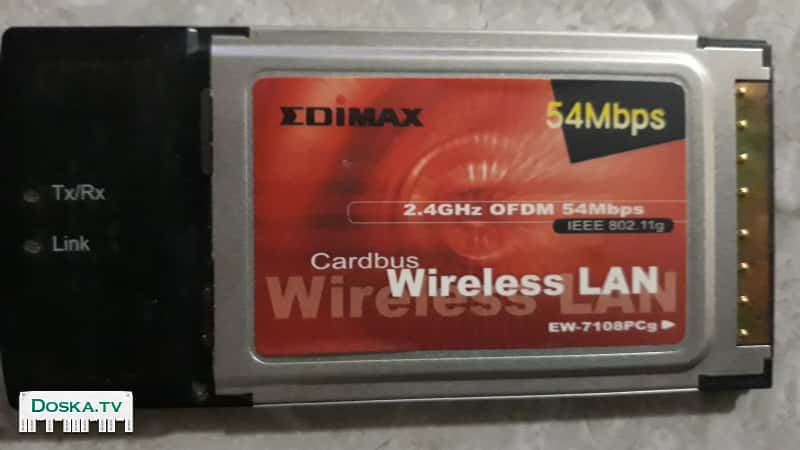 EDIMAX
54Mbps
Tx/Rx
Link
2.4GHz OFDM 54Mbps
IEEE 802.11g
Cardbus
Wireless LAN
Wireless LAN
EW-7108PCg
DOSKA.TV